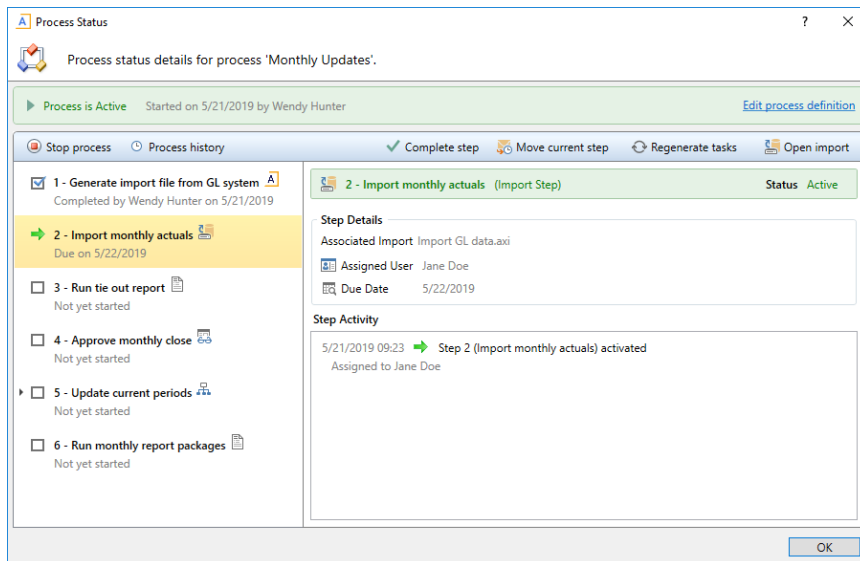 A Process Status
? ×
Process status details for process 'Monthly Updates'.
Process is Active Started on 5/21/2019 by Wendy Hunter Edit process definition
Stop process Process history Complete step Move current step Regenerate tasks Open import
1 - Generate import file from GL system A
Completed by Wendy Hunter on 5/21/2019
2 - Import monthly actuals
Due on 5/22/2019
3 - Run tie out report
Not yet started
4 - Approve monthly close
Not yet started
5 - Update current periods
Not yet started
6 - Run monthly report packages
Not yet started
2 - Import monthly actuals (Import Step) Status Active
Step Details
Associated Import Import GL data.axi
Assigned User Jane Doe
Due Date 5/22/2019
Step Activity
5/21/2019 09:23 Step 2 (Import monthly actuals) activated
Assigned to Jane Doe
OK